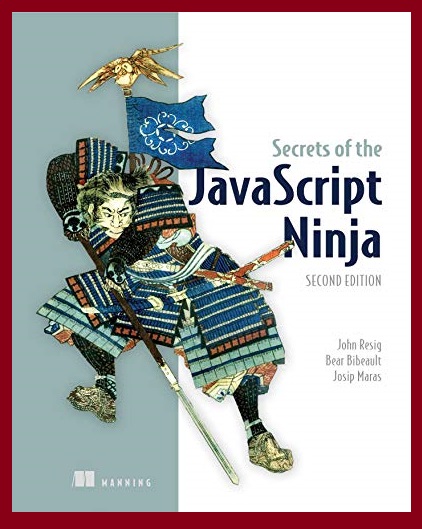 Secrets of the
JavaScript
Ninja
SECOND EDITION
John Resig
Bear Bibeault
Josip Maras
MANNING